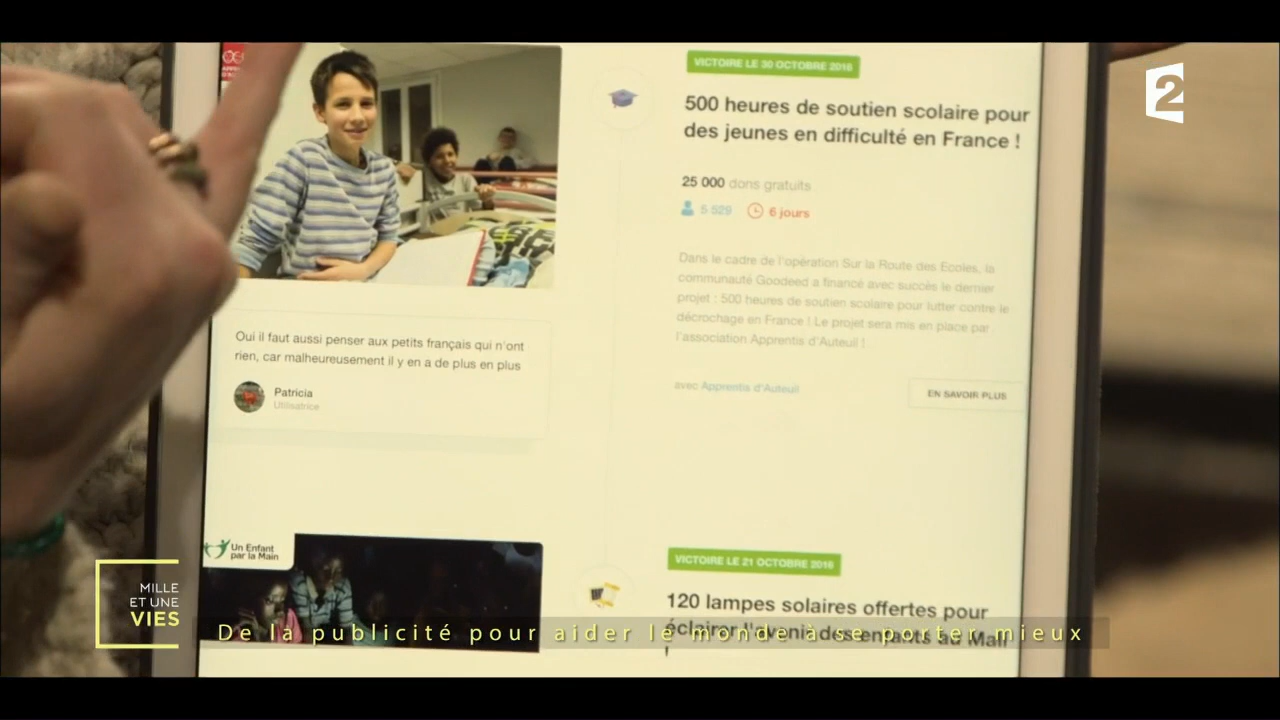 VICTOIRE LE 30 OCTOBRE 2016
2
500 heures de soutien scolaire pour
des jeunes en difficulté en France !
25 000 dons gratuits
5 529 6 jours
Dans le cadre de l'opération Sur la Route des Ecoles, la
communauté Goodeed a financé avec succès le dernier
projet : 500 heures de soutien scolaire pour lutter contre le
décrochage en France ! Le projet sera mis en place par
l'association Apprentis d'Auteuil !
avec Apprentis d'Auteuil
EN SAVOIR PLUS
Oui il faut aussi penser aux petits français qui n'ont
rien, car malheureusement il y en a de plus en plus
Patricia
Utilisatrice
Un Enfant
par la Main
VICTOIRE LE 21 OCTOBRE 2016
120 lampes solaires offertes pour
éclairer l'avenir des enfants au Mali
!
MILLE
ET UNE
VIES
De la publicité pour aider le monde à se porter mieux